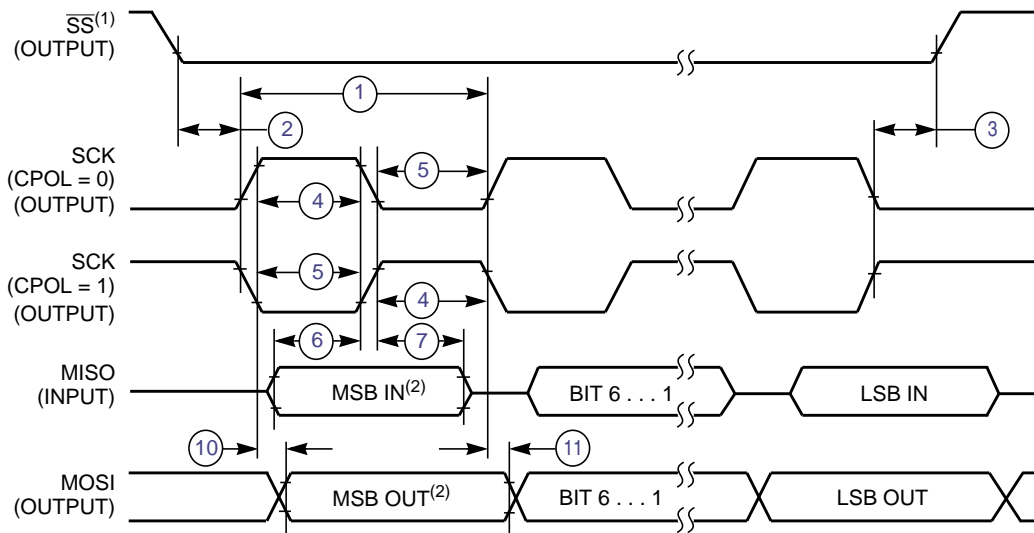 SS(1)
(OUTPUT)
1
2
3
SCK
(CPOL = 0)
(OUTPUT)
5
4
SCK
(CPOL = 1)
(OUTPUT)
5
4
6
7
MISO
(INPUT)
MSB IN(2)
BIT 6 . . . 1
LSB IN
10
11
MOSI
(OUTPUT)
MSB OUT(2)
BIT 6 . . . 1
LSB OUT